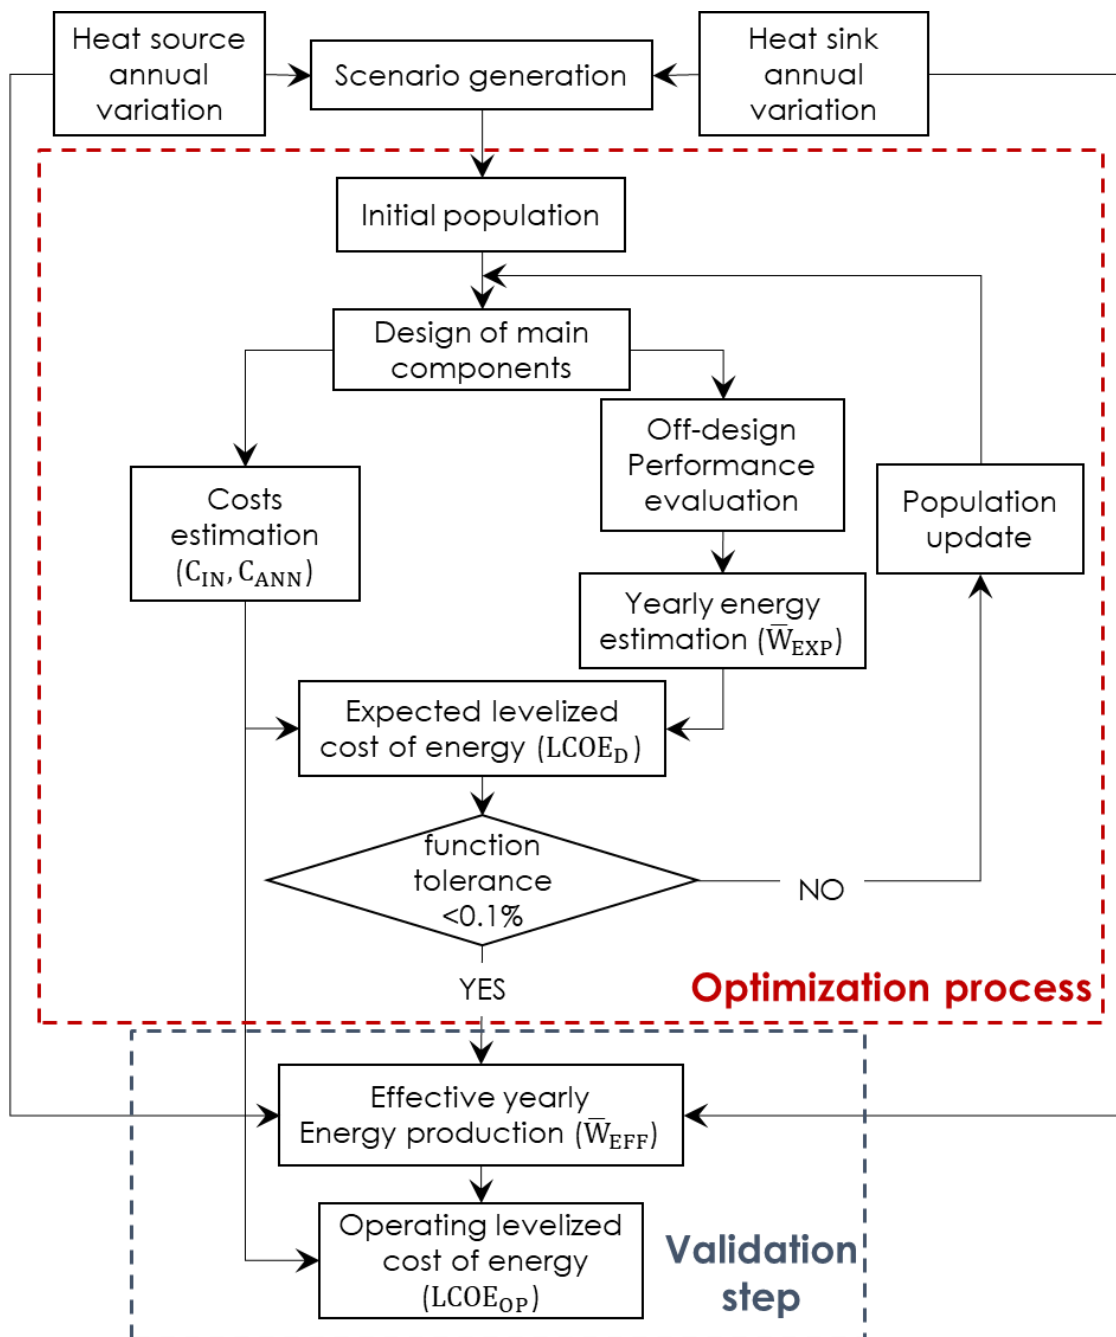 Heat source
annual
variation
Scenario generation
Heat sink
annual
variation
Initial population
Design of main
components
Off-design
Performance
evaluation
Costs
estimation
(C_IN, C_ANN)
Population
update
Yearly energy
estimation (W̅_EXP)
Expected levelized
cost of energy (LCOE_D)
function
tolerance
<0.1%
NO
YES
Optimization process
Effective yearly
Energy production (W̅_EFF)
Operating levelized
cost of energy
(LCOE_OP)
Validation
step